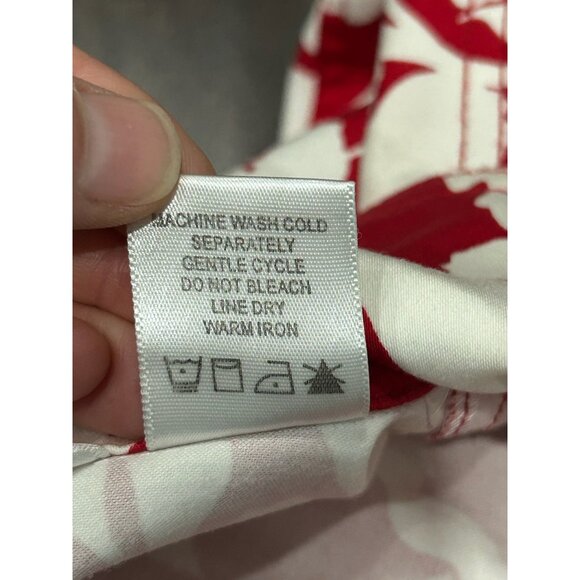 MACHINE WASH COLD
SEPARATELY
GENTLE CYCLE
DO NOT BLEACH
LINE DRY
WARM IRON